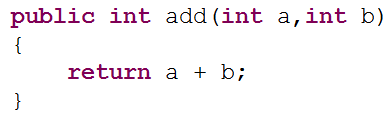 public int add(int a,int b)
{
    return a + b;
}